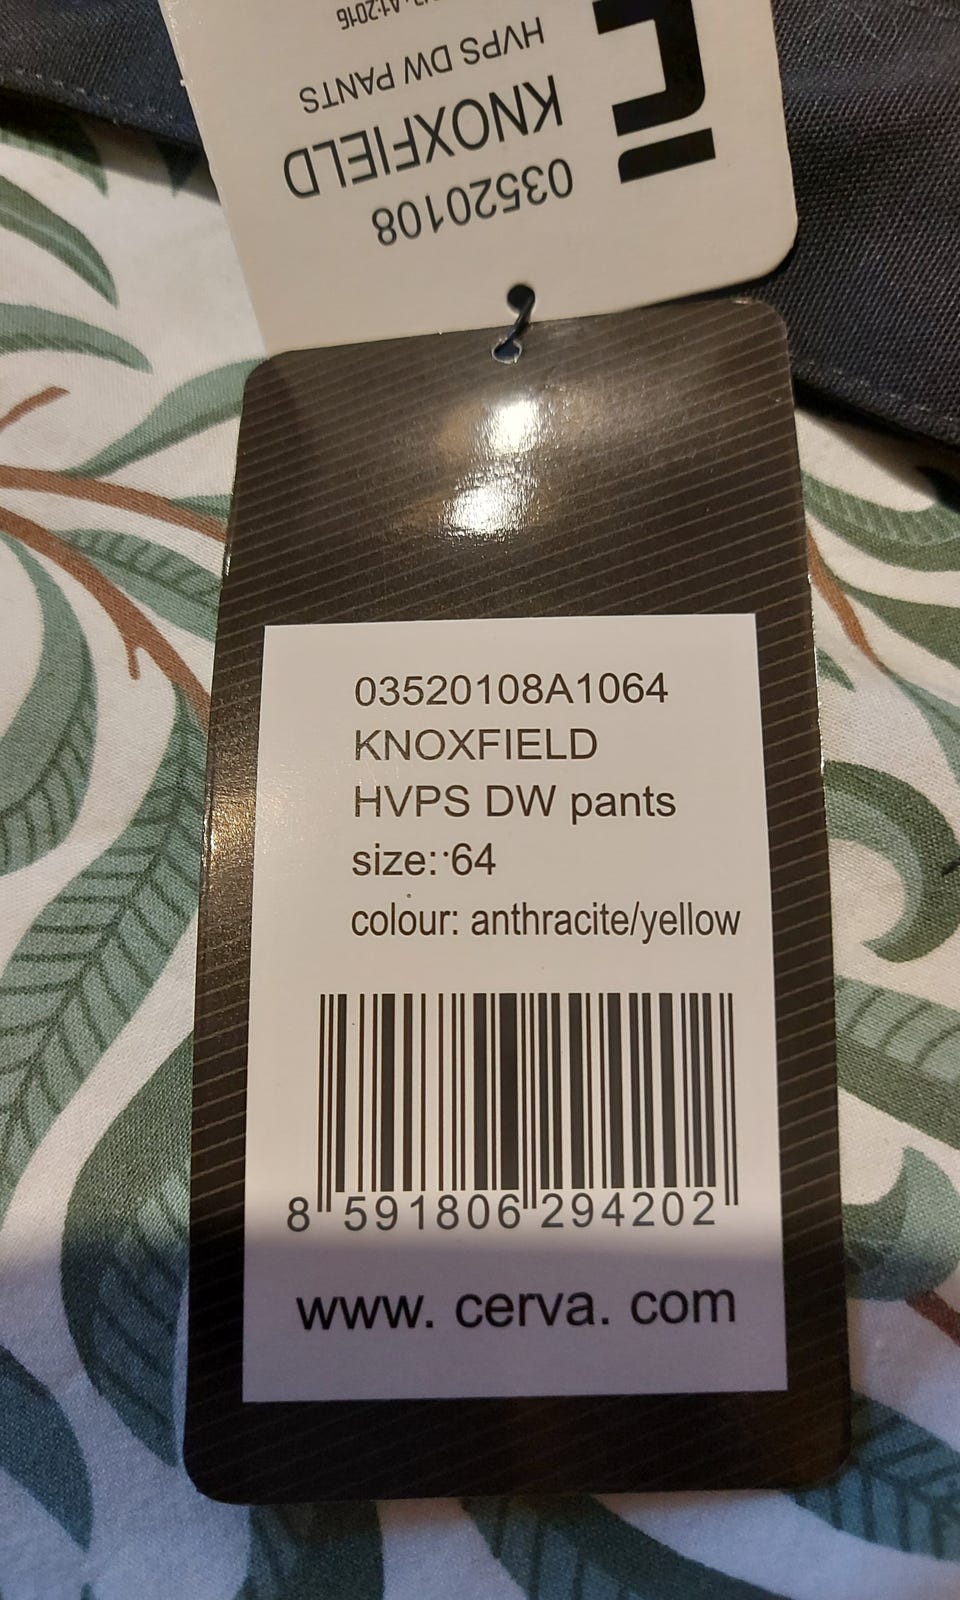 HVPS DW PANTS
KNOXFIELD
03520108
03520108A1064
KNOXFIELD
HVPS DW pants
size: 64
colour: anthracite/yellow
8 591806 294202
www. cerva. com